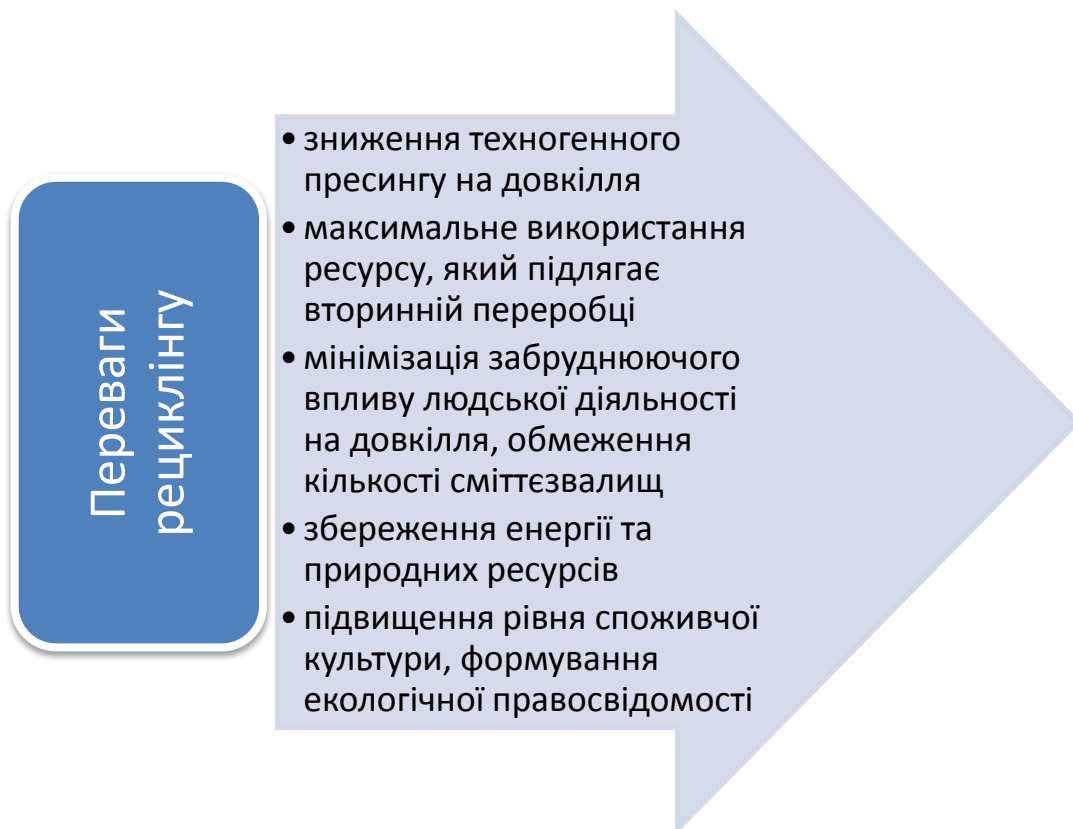 Переваги
рециклінгу
• зниження техногенного
пресингу на довкілля
• максимальне використання
ресурсу, який підлягає
вторинній переробці
• мінімізація забруднюючого
впливу людської діяльності
на довкілля, обмеження
кількості сміттєзвалищ
• збереження енергії та
природних ресурсів
• підвищення рівня споживчої
культури, формування
екологічної правосвідомості